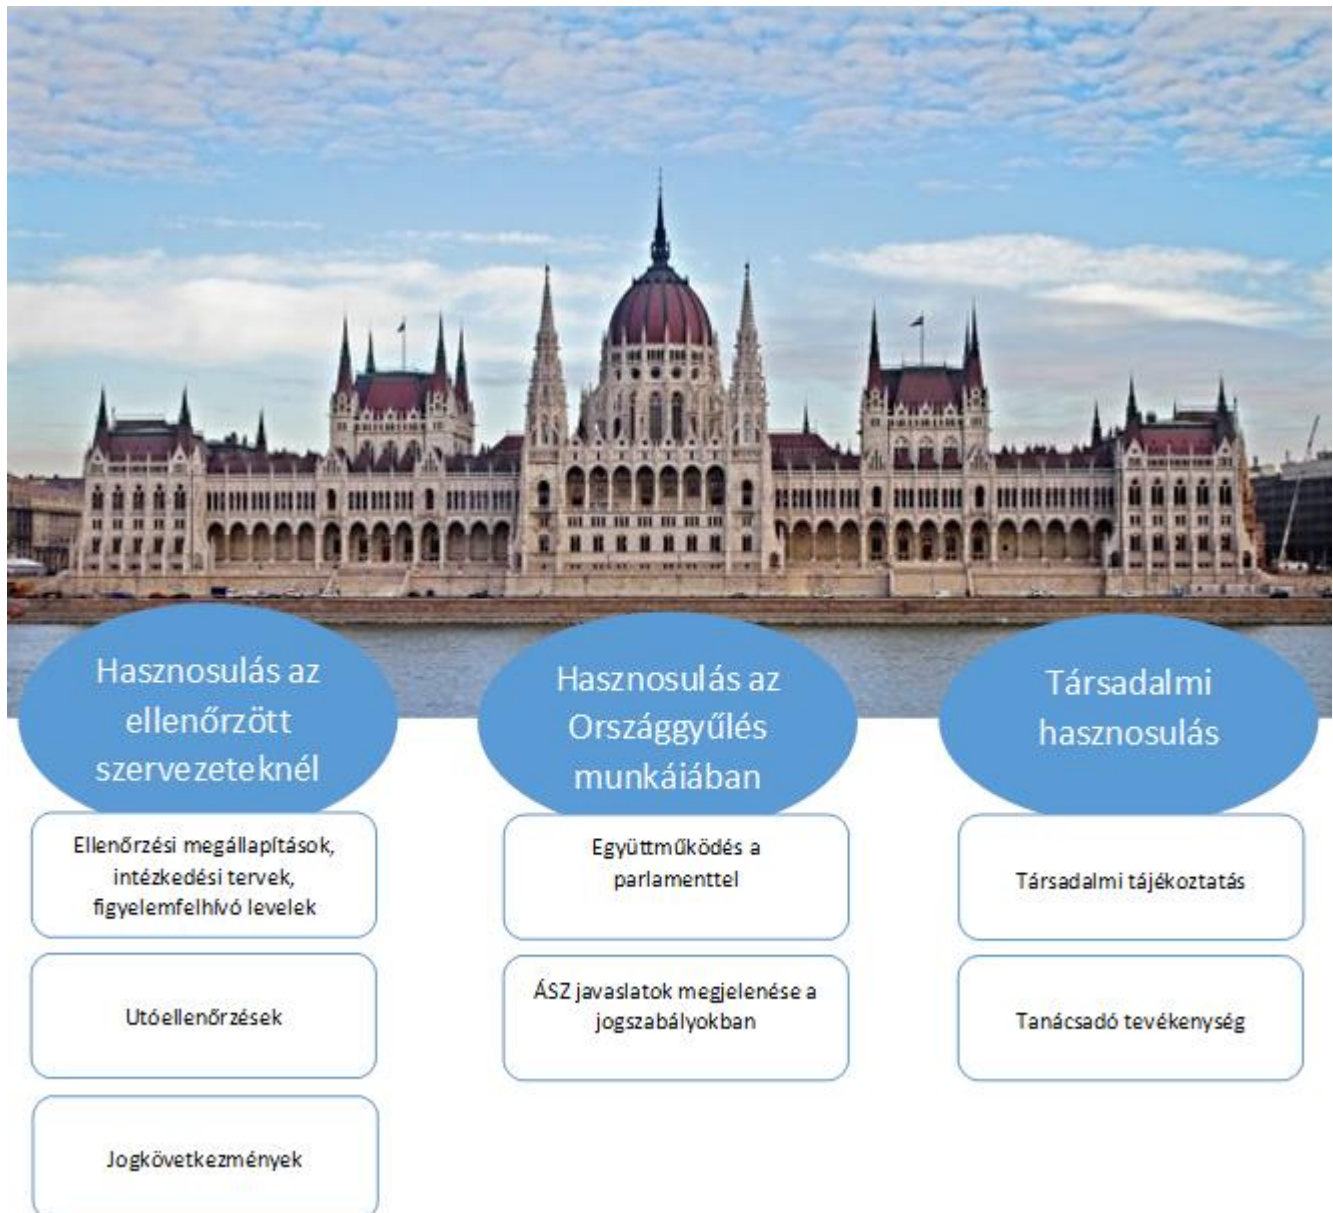 Hasznosulás az
ellenőrzött
szervezeteknél
Ellenőrzési megállapítások,
intézkedési tervek,
figyelemfelhívó levelek
Utóellenőrzések
Jogkövetkezmények
Hasznosulás az
Országgyűlés
munkáiában
Együttműködés a
parlamenttel
ÁSZ javaslatok megjelenése a
jogszabályokban
Társadalmi
hasznosulás
Társadalmi tájékoztatás
Tanácsadó tevékenység